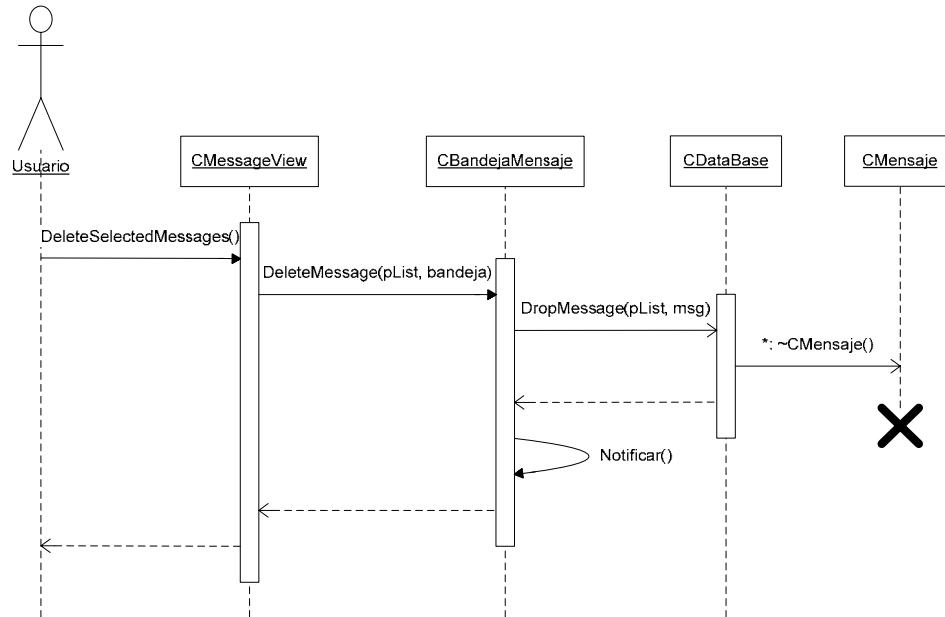 Usuario
CMessageView
CBandejaMensaje
CDataBase
CMensaje
DeleteSelectedMessages()
DeleteMessage(pList, bandeja)
DropMessage(pList, msg)
*: ~CMensaje()
Notificar()